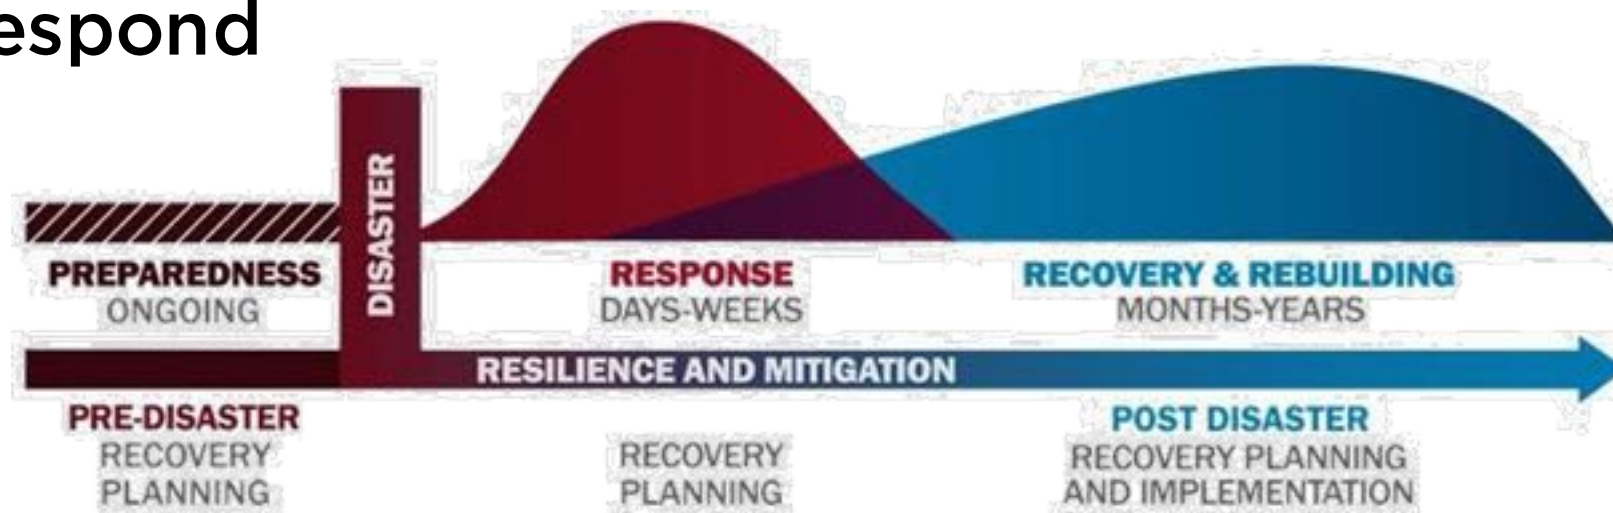 espond
DISASTER
PREPAREDNESS
ONGOING
RESPONSE
DAYS-WEEKS
RECOVERY & REBUILDING
MONTHS-YEARS
RESILIENCE AND MITIGATION
PRE-DISASTER
RECOVERY
PLANNING
RECOVERY
PLANNING
POST DISASTER
RECOVERY PLANNING
AND IMPLEMENTATION